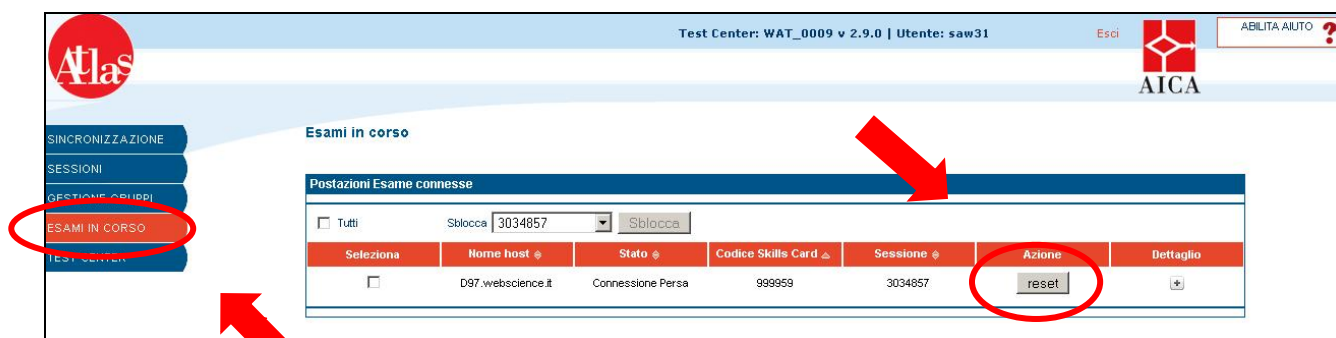 Test Center: WAT_0009 v 2.9.0 | Utente: saw31
Esci
ABILITA AIUTO ?
Atlas
AICA
SINCRONIZZAZIONE
SESSIONI
GESTIONE GRUPPI
ESAMI IN CORSO
TEST CENTER
Esami in corso
Postazioni Esame connesse
Tutti Sblocca 3034857 Sblocca
Seleziona Nome host Stato Codice Skills Card Sessione Azione Dettaglio
D97.webscience.it Connessione Persa 999959 3034857 reset +